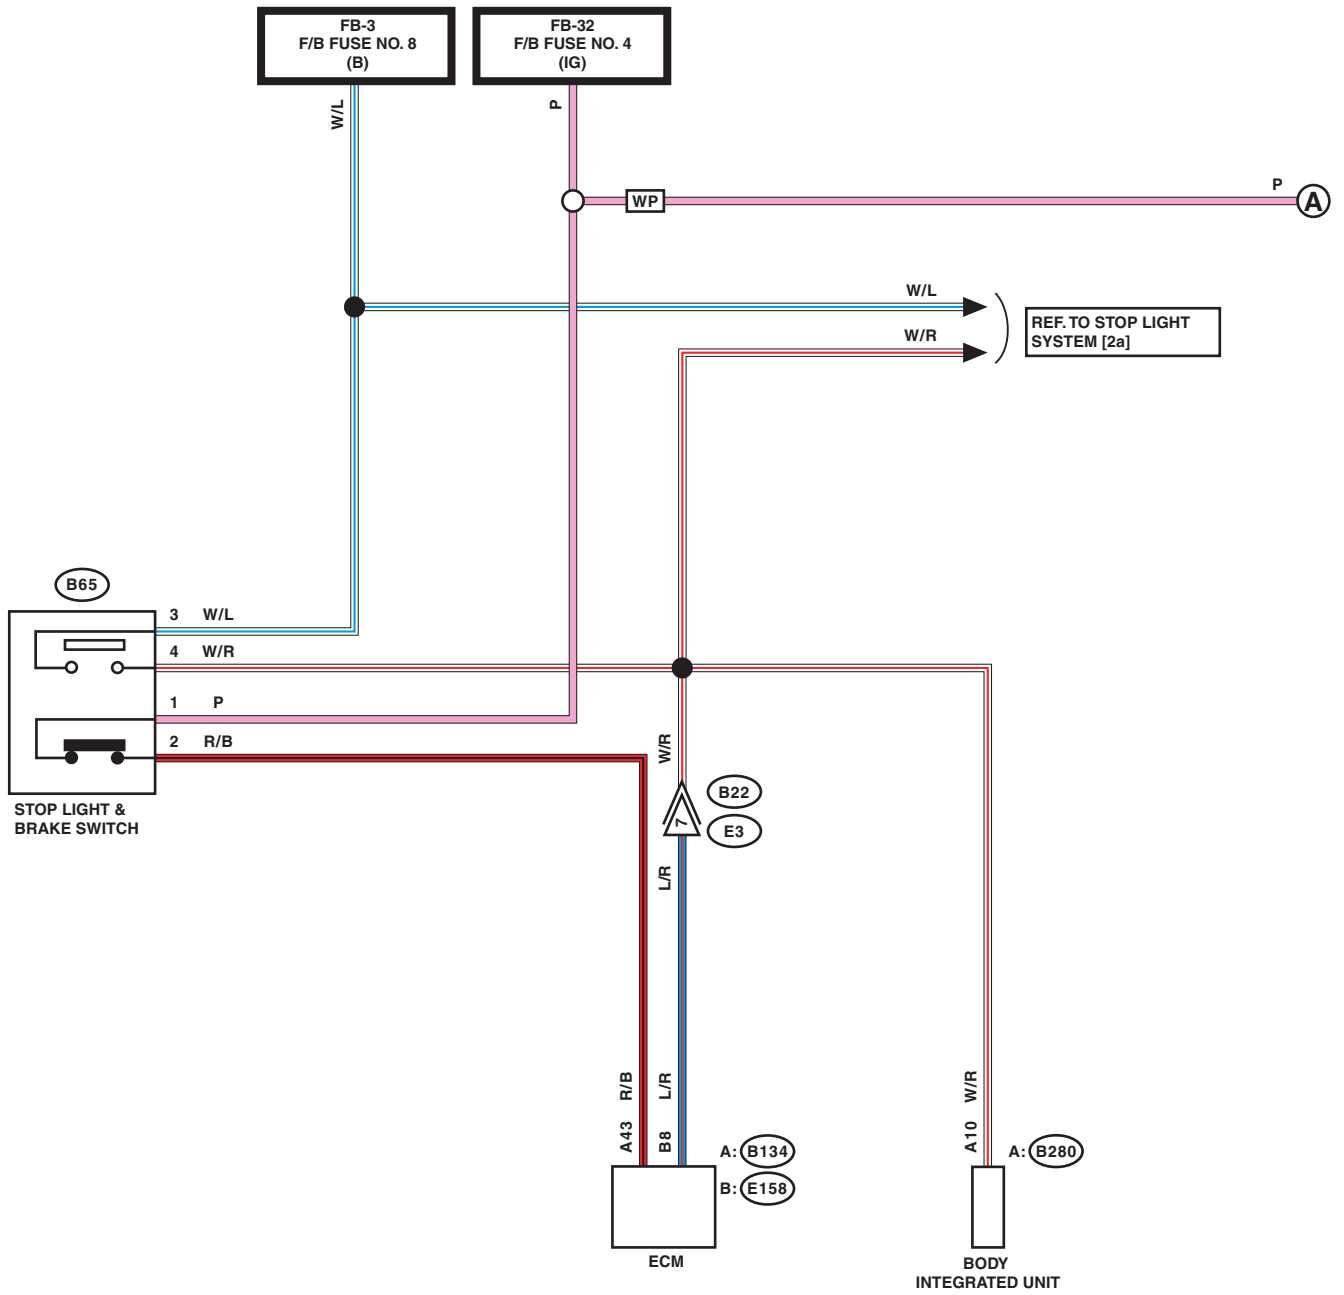 FB-3
F/B FUSE NO. 8
(B)
FB-32
F/B FUSE NO. 4
(IG)
W/L
P
WP
P
A
W/L
W/R
REF. TO STOP LIGHT
SYSTEM [2a]
B65
3 W/L
4 W/R
1 P
2 R/B
STOP LIGHT &
BRAKE SWITCH
W/R
B22
7
E3
L/R
R/B
L/R
W/R
A43
B8
A10
A: B134
B: E158
A: B280
ECM
BODY
INTEGRATED UNIT